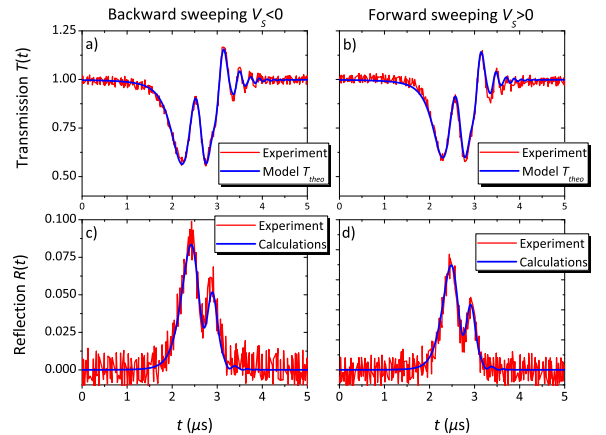 Backward sweeping V_S<0
Forward sweeping V_S>0
Transmission T(t)
1.25
1.00
0.75
0.50
a)
Experiment
Model T_theo
0 1 2 3 4 5
b)
Experiment
Model T_theo
0 1 2 3 4 5
Reflection R(t)
0.100
0.075
0.050
0.025
0.000
c)
Experiment
Calculations
0 1 2 3 4 5
t (μs)
d)
Experiment
Calculations
0 1 2 3 4 5
t (μs)